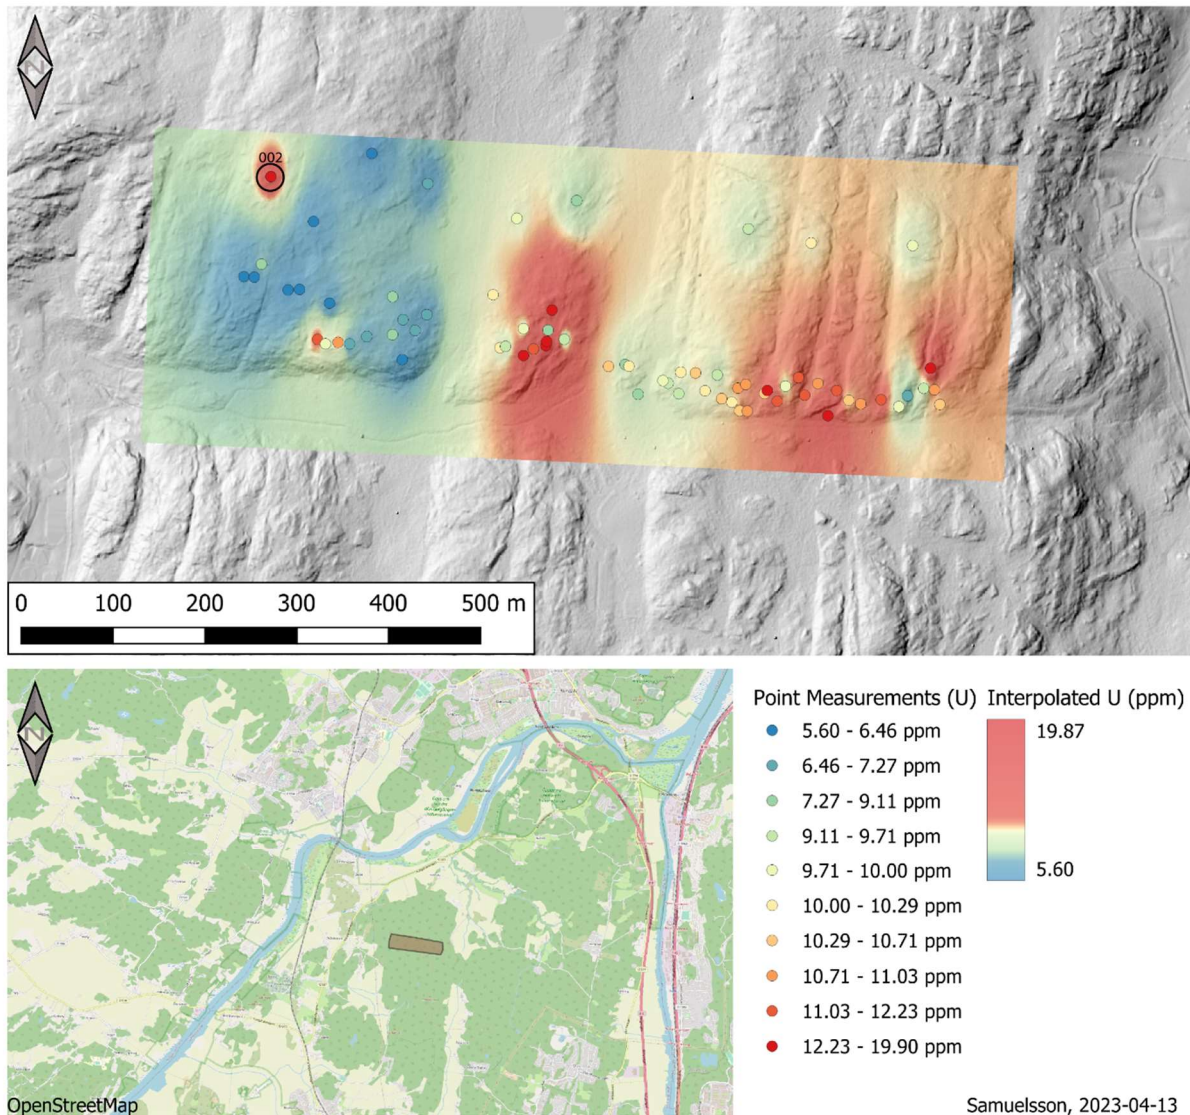 N
002
0 100 200 300 400 500 m
N
Point Measurements (U)
5.60 - 6.46 ppm
6.46 - 7.27 ppm
7.27 - 9.11 ppm
9.11 - 9.71 ppm
9.71 - 10.00 ppm
10.00 - 10.29 ppm
10.29 - 10.71 ppm
10.71 - 11.03 ppm
11.03 - 12.23 ppm
12.23 - 19.90 ppm
Interpolated U (ppm)
19.87
5.60
OpenStreetMap
Samuelsson, 2023-04-13